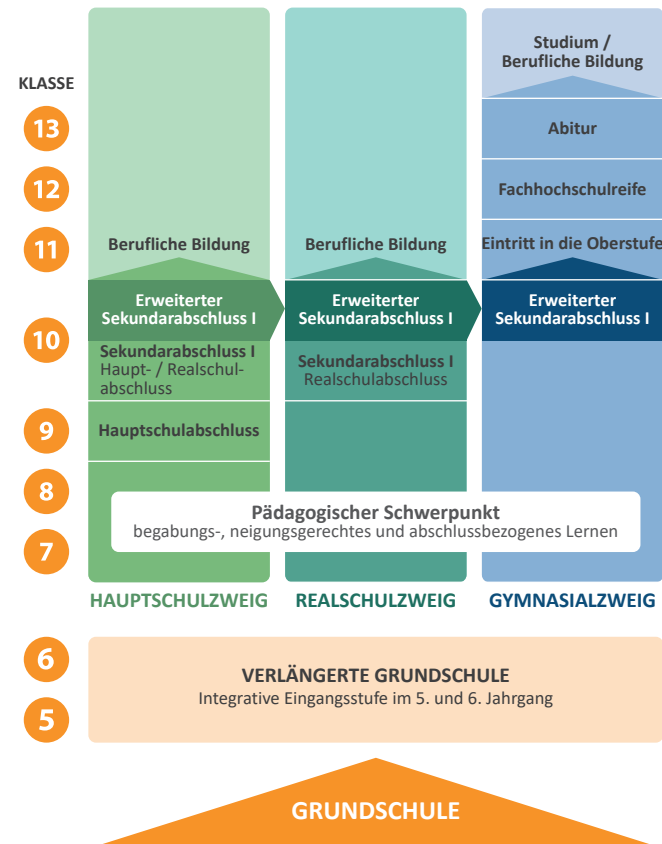 Studium /
Berufliche Bildung
KLASSE
13
Abitur
12
Fachhochschulreife
11
Berufliche Bildung
Berufliche Bildung
Eintritt in die Oberstufe
Erweiterter
Sekundarabschluss I
Erweiterter
Sekundarabschluss I
Erweiterter
Sekundarabschluss I
10
Sekundarabschluss I
Haupt- / Realschul-
abschluss
Sekundarabschluss I
Realschulabschluss
9
Hauptschulabschluss
8
Pädagogischer Schwerpunkt
begabungs-, neigungsgerechtes und abschlussbezogenes Lernen
7
HAUPTSCHULZWEIG
REALSCHULZWEIG
GYMNASIALZWEIG
6
VERLÄNGERTE GRUNDSCHULE
Integrative Eingangsstufe im 5. und 6. Jahrgang
5
GRUNDSCHULE